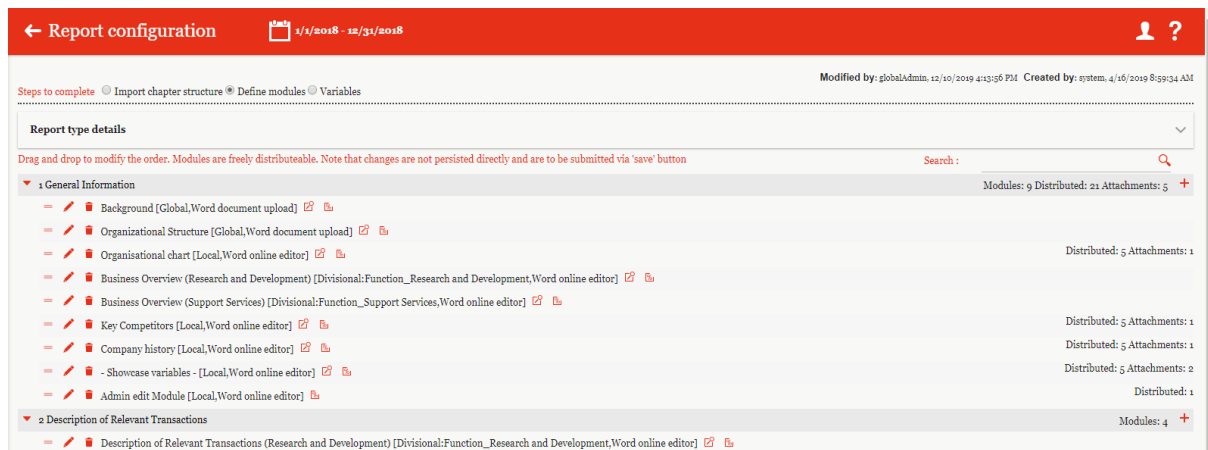 Report configuration 1/1/2018 - 12/31/2018 ?
Modified by: globalAdmin, 12/10/2019 4:13:56 PM Created by: system, 4/16/2019 8:59:34 AM
Steps to complete Import chapter structure Define modules Variables
Report type details
Drag and drop to modify the order. Modules are freely distributeable. Note that changes are not persisted directly and are to be submitted via 'save' button Search :
1 General Information Modules: 9 Distributed: 21 Attachments: 5 +
Background [Global,Word document upload]
Organizational Structure [Global,Word document upload]
Organisational chart [Local,Word online editor] Distributed: 5 Attachments: 1
Business Overview (Research and Development) [Divisional:Function_Research and Development,Word online editor]
Business Overview (Support Services) [Divisional:Function_Support Services,Word online editor]
Key Competitors [Local,Word online editor] Distributed: 5 Attachments: 1
Company history [Local,Word online editor] Distributed: 5 Attachments: 1
- Showcase variables - [Local,Word online editor] Distributed: 5 Attachments: 2
Admin edit Module [Local,Word online editor] Distributed: 1
2 Description of Relevant Transactions Modules: 4 +
Description of Relevant Transactions (Research and Development) [Divisional:Function_Research and Development,Word online editor]